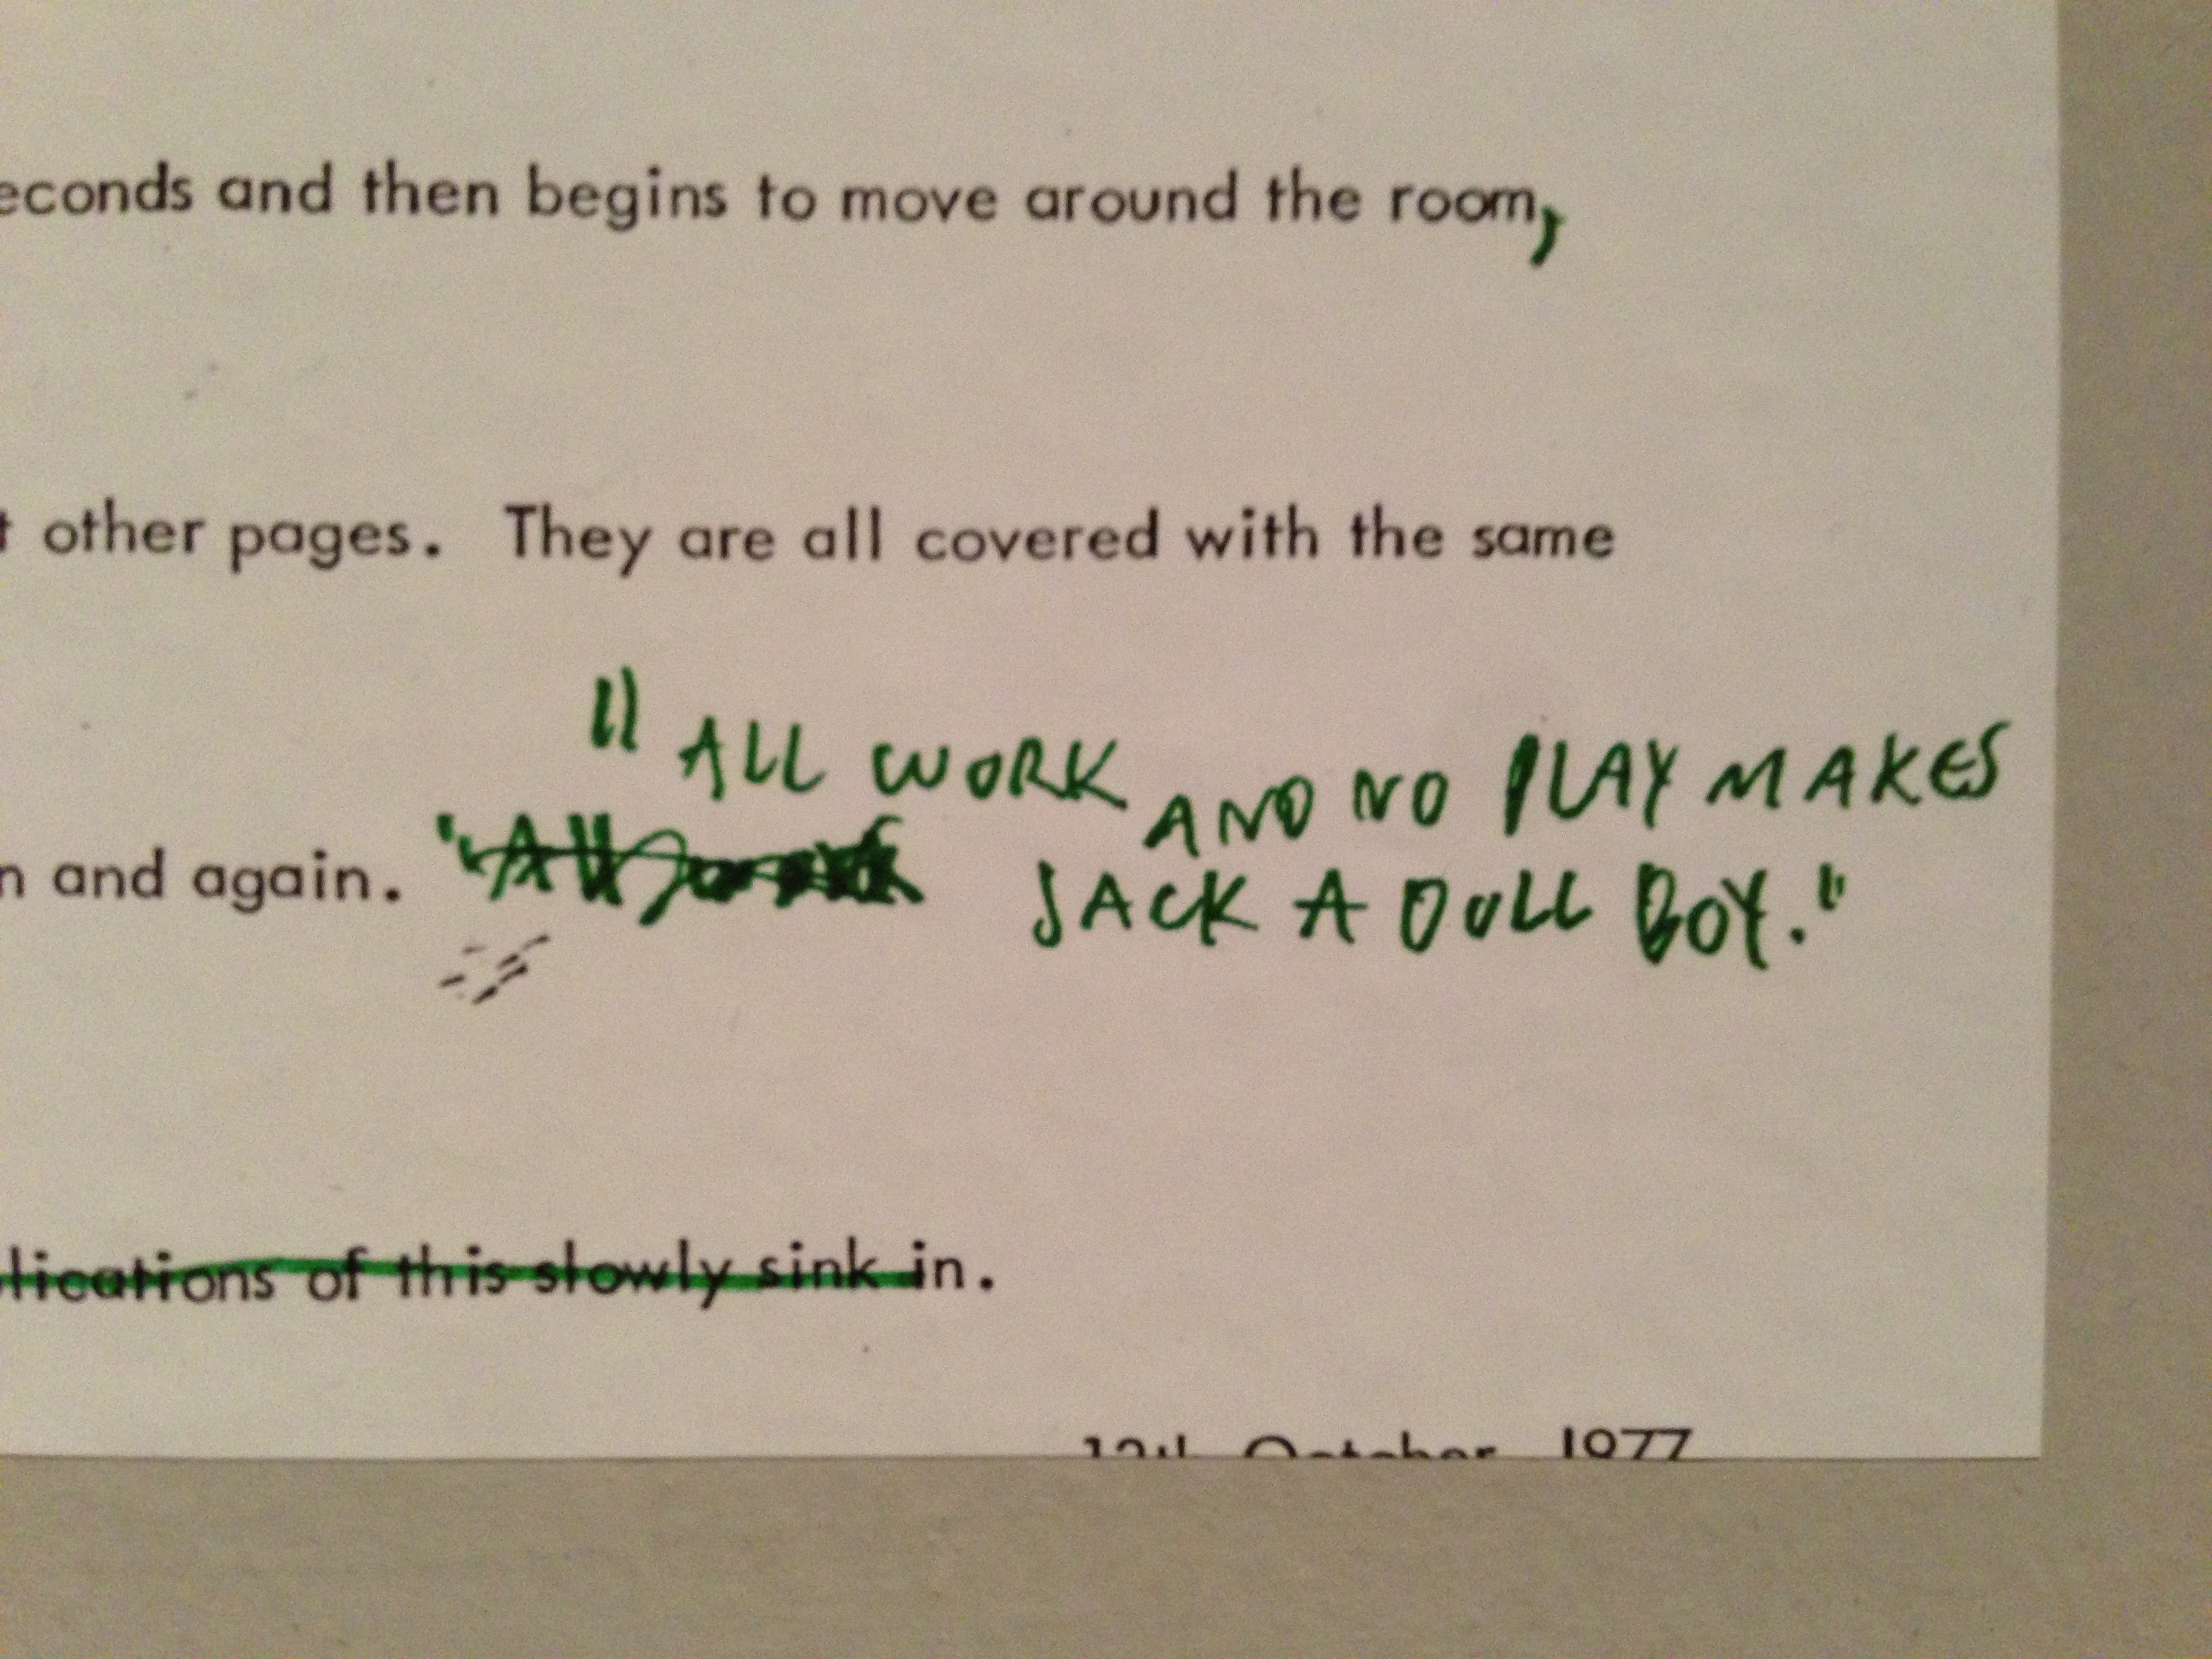 econds and then begins to move around the room,
t other pages. They are all covered with the same
"ALL WORK AND NO PLAY MAKES
n and again. "All
JACK A DULL BOY."
lications of this slowly sink in.
October 1977